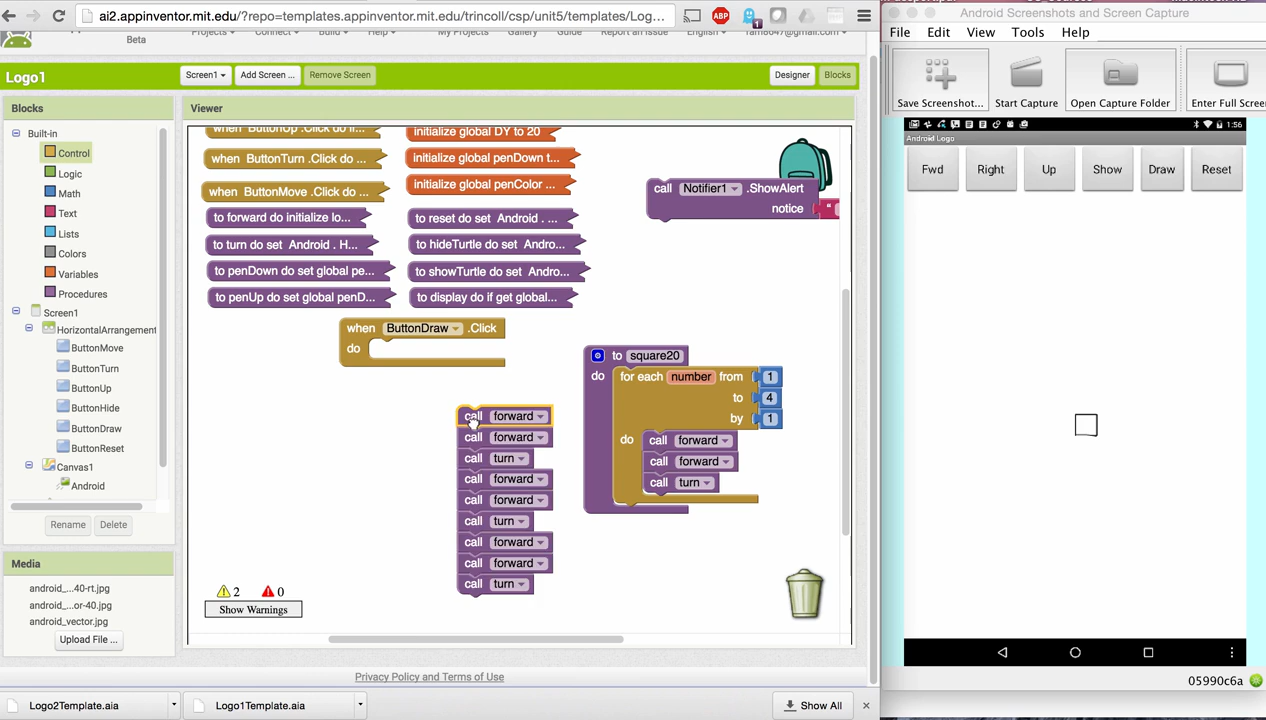 ai2.appinventor.mit.edu/?repo=templates.appinventor.mit.edu/trincoll/csp/unit5/templates/Log...
ABP
1
Android Screenshots and Screen Capture
Beta
Projects
Connect
Build
Help
My Projects
Gallery
Guide
Report an Issue
English
ram8647@gmail.com
File Edit View Tools Help
Logo1
Screen1
Add Screen ...
Remove Screen
Designer
Blocks
Save Screenshot...
Start Capture
Open Capture Folder
Enter Full Scree
Blocks
Viewer
Built-in
Control
Logic
Math
Text
Lists
Colors
Variables
Procedures
Screen1
HorizontalArrangement
ButtonMove
ButtonTurn
ButtonUp
ButtonHide
ButtonDraw
ButtonReset
Canvas1
Android
Rename
Delete
Media
android_...40-rt.jpg
android_...or-40.jpg
android_vector.jpg
Upload File ...
when ButtonUp .Click do if...
when ButtonTurn .Click do ...
when ButtonMove .Click do ...
to forward do initialize lo...
to turn do set Android . H...
to penDown do set global pe...
to penUp do set global penD...
initialize global DY to 20
initialize global penDown t...
initialize global penColor ...
to reset do set Android . ...
to hideTurtle do set Andro...
to showTurtle do set Andro...
to display do if get global...
call Notifier1 .ShowAlert
notice "
when ButtonDraw .Click
do
call forward
call forward
call turn
call forward
call forward
call turn
call forward
call forward
call turn
to square20
do for each number from 1
to 4
by 1
do call forward
call forward
call turn
2 0
Show Warnings
Privacy Policy and Terms of Use
Logo2Template.aia
Logo1Template.aia
Show All
1:56
Android Logo
Fwd Right Up Show Draw Reset
05990c6a